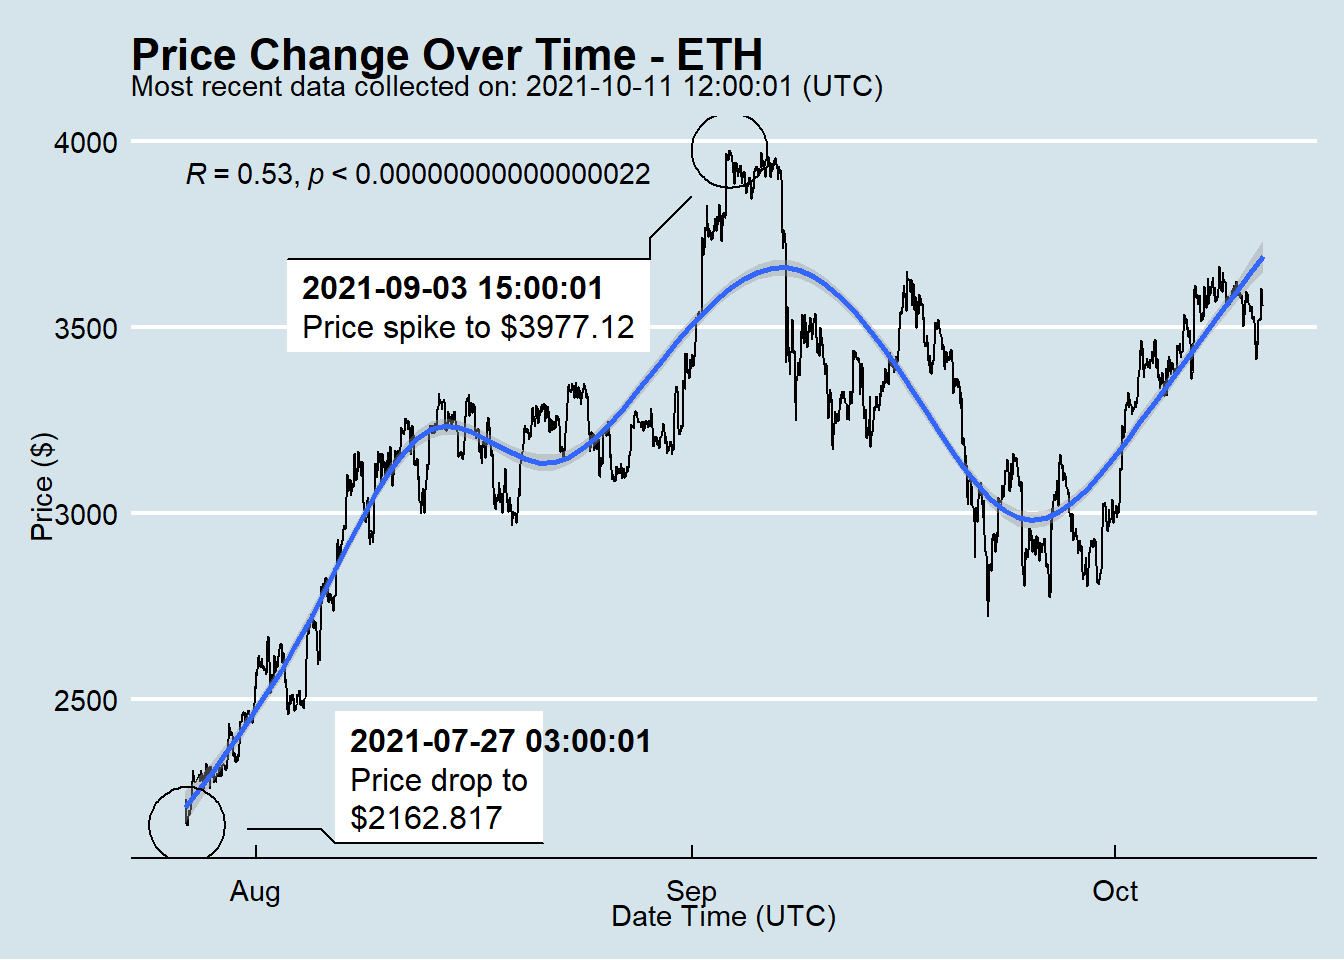 Price Change Over Time - ETH
Most recent data collected on: 2021-10-11 12:00:01 (UTC)
4000
R = 0.53, p < 0.00000000000000022
2021-09-03 15:00:01
Price spike to $3977.12
3500
Price ($)
3000
2500
2021-07-27 03:00:01
Price drop to
$2162.817
Aug
Sep
Oct
Date Time (UTC)